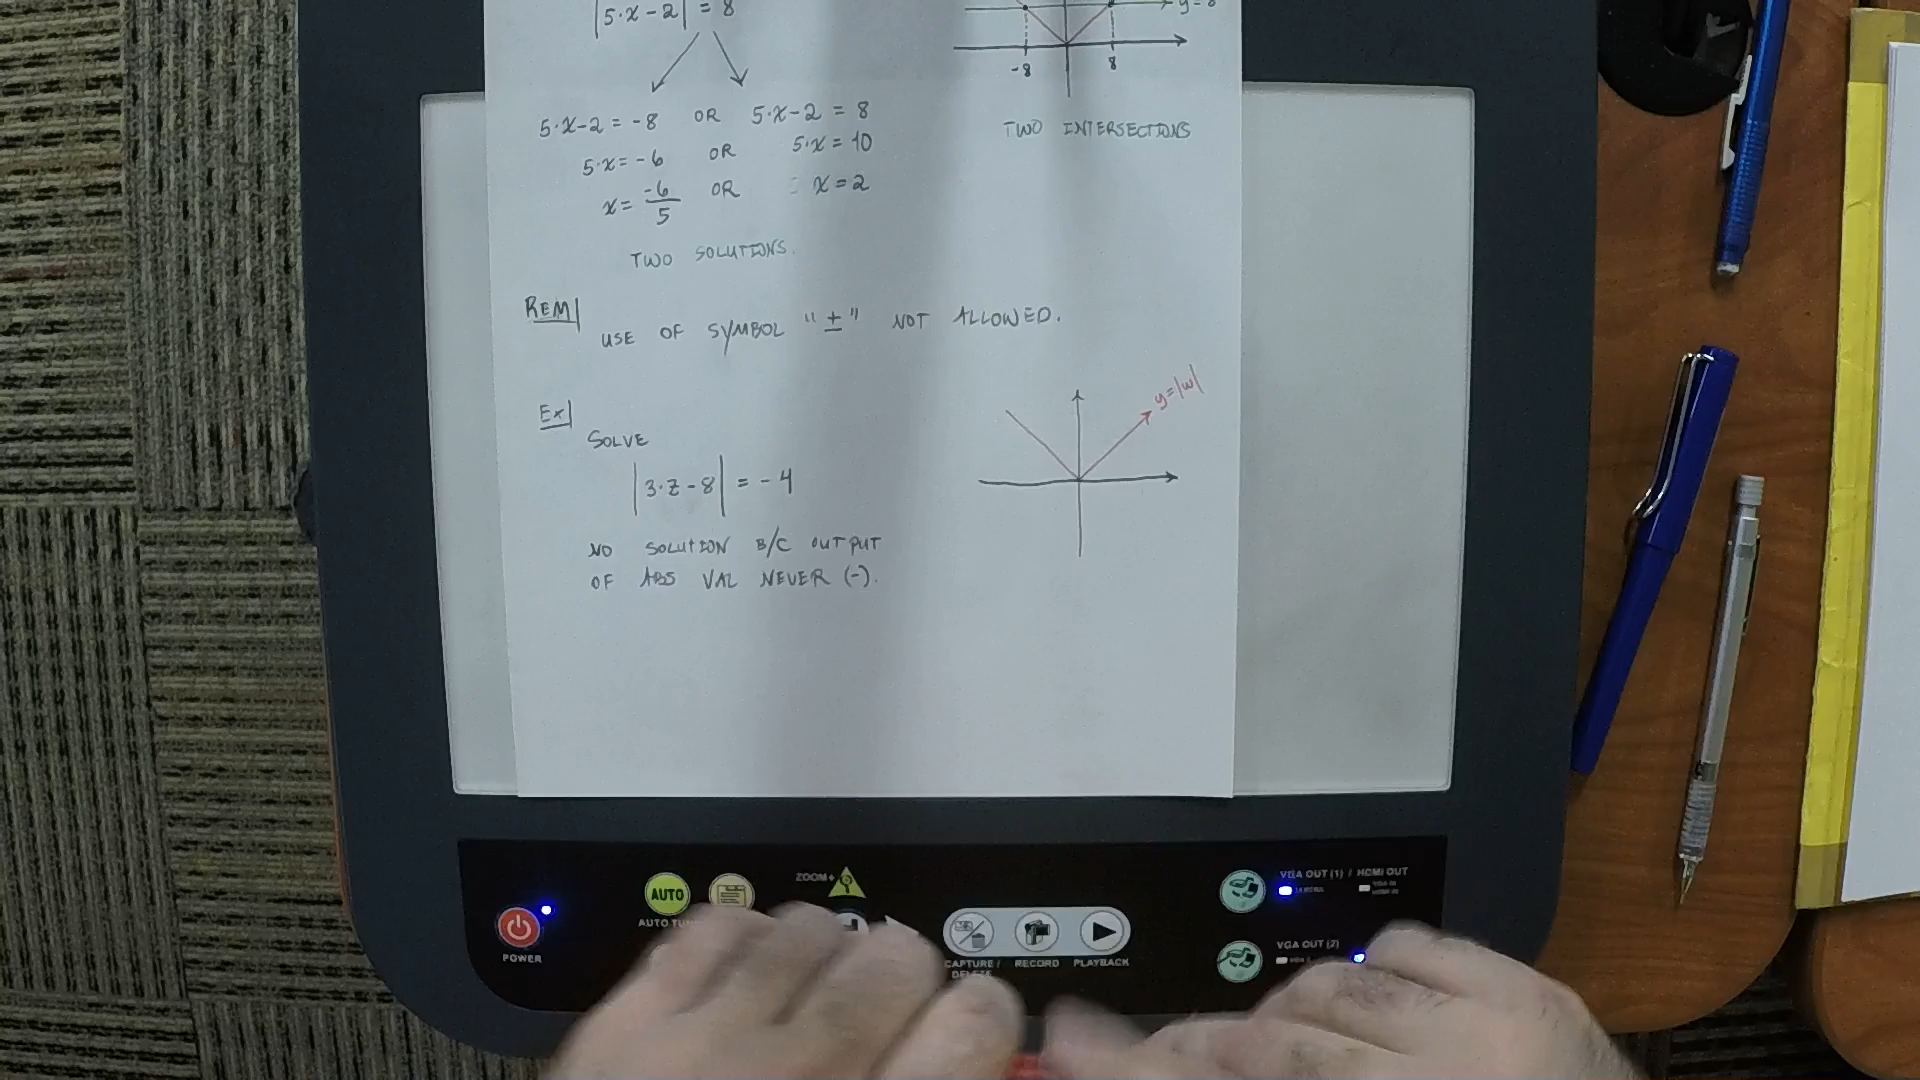 |5·x-2| = 8
5·x-2 = -8 OR 5·x-2 = 8
5·x = -6 OR 5·x = 10
x = -6/5 OR x = 2
TWO SOLUTIONS.
y=8
-8 8
TWO INTERSECTIONS
REM
USE OF SYMBOL "±" NOT ALLOWED.
EX
SOLVE
|3·z-8| = -4
NO SOLUTION B/C OUTPUT
OF ABS VAL NEVER (-).
y=|w|
POWER
AUTO
ZOOM+
CAPTURE /
DELETE
RECORD
PLAYBACK
VGA OUT (1) / HDMI OUT
VGA OUT (2)